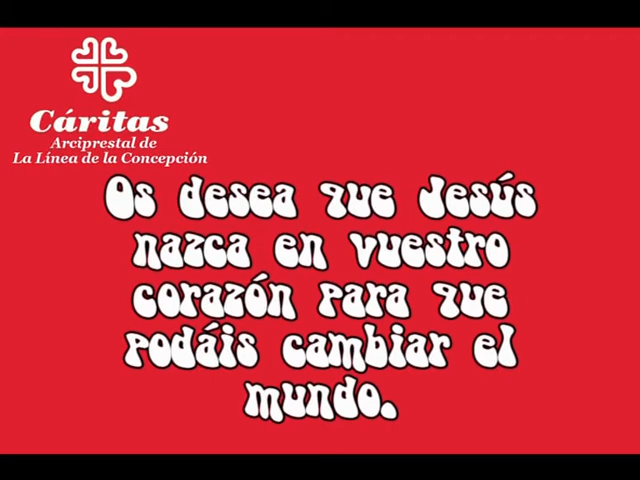 Cáritas
Arciprestal de
La Línea de la Concepción
Os desea que Jesús
nazca en vuestro
corazón para que
podáis cambiar el
mundo.